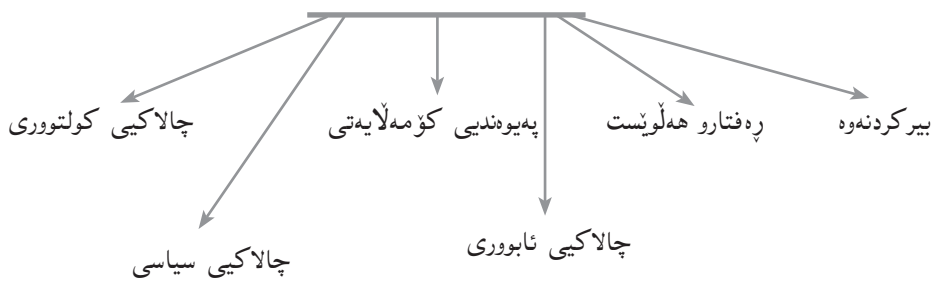 بیرکردنەوە
ڕەفتارو هەڵوێست
پەیوەندیی کۆمەڵایەتی
چالاکیی کولتووری
چالاکیی ئابووری
چالاکیی سیاسی